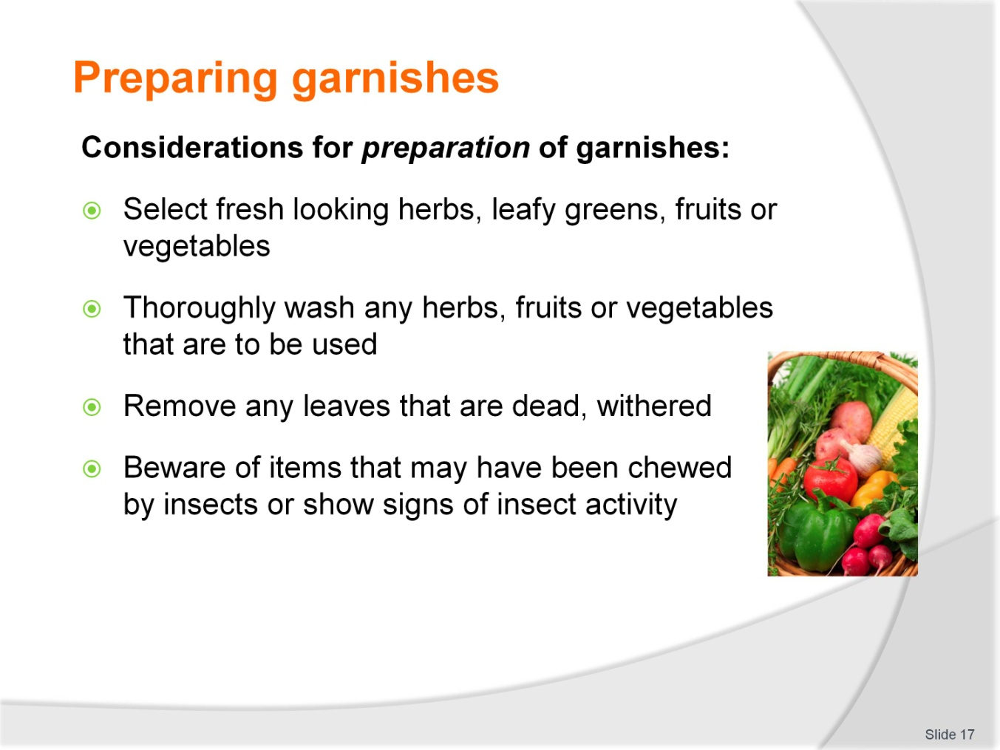 Preparing garnishes
Considerations for preparation of garnishes:
Select fresh looking herbs, leafy greens, fruits or
vegetables
Thoroughly wash any herbs, fruits or vegetables
that are to be used
Remove any leaves that are dead, withered
Beware of items that may have been chewed
by insects or show signs of insect activity
Slide 17